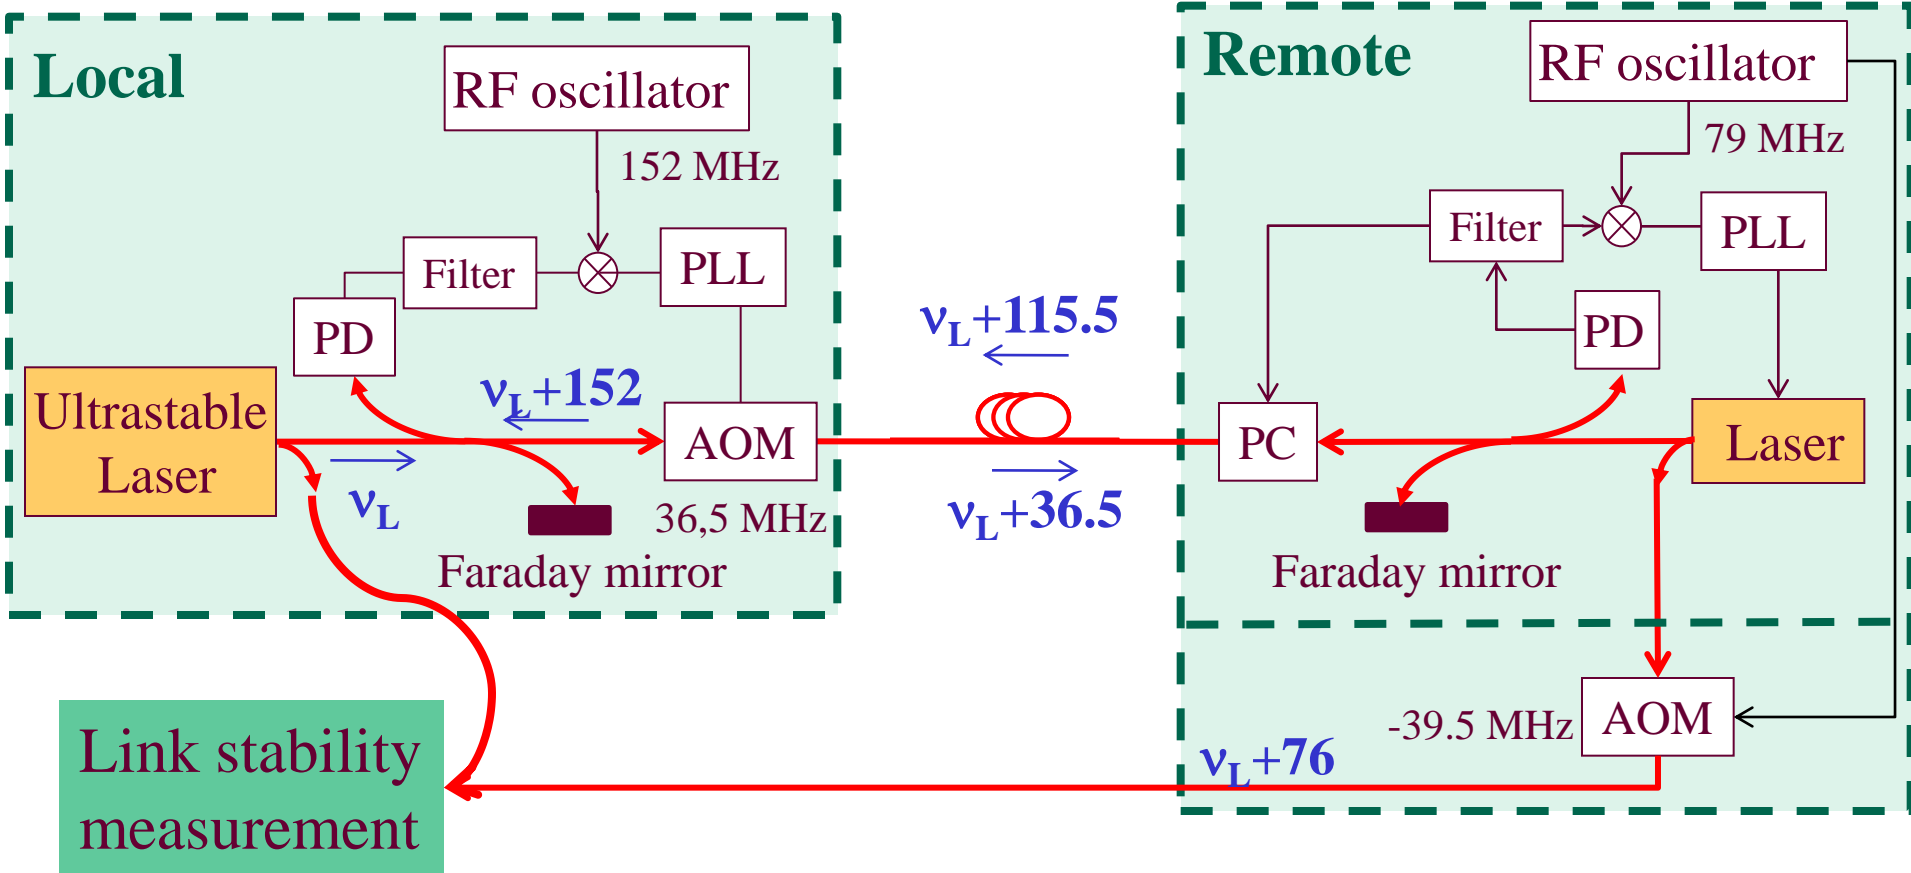 Local
RF oscillator
152 MHz
Filter
PLL
PD
Ultrastable
Laser
νL+152
νL
AOM
36,5 MHz
Faraday mirror
νL+115.5
νL+36.5
Remote
RF oscillator
79 MHz
Filter
PLL
PD
PC
Laser
Faraday mirror
-39.5 MHz
AOM
νL+76
Link stability
measurement